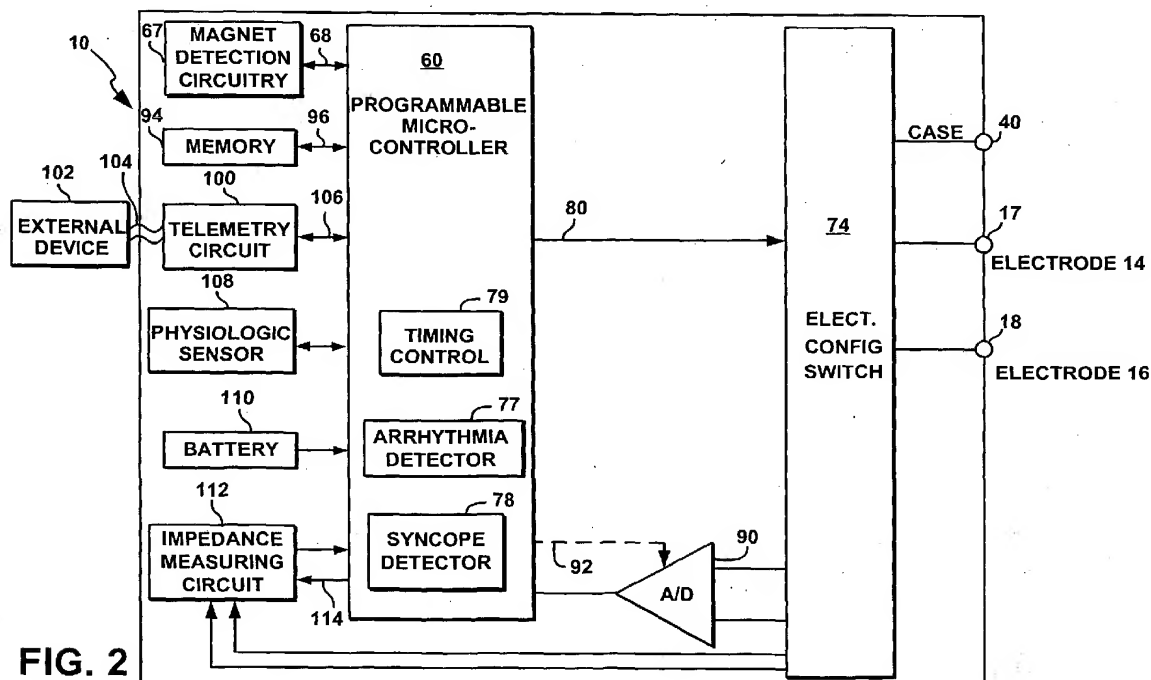 10
67
MAGNET
DETECTION
CIRCUITRY
68
60
PROGRAMMABLE
MICRO-
CONTROLLER
94
MEMORY
96
102
104
EXTERNAL
DEVICE
100
TELEMETRY
CIRCUIT
106
108
PHYSIOLOGIC
SENSOR
79
TIMING
CONTROL
110
BATTERY
77
ARRHYTHMIA
DETECTOR
112
IMPEDANCE
MEASURING
CIRCUIT
114
78
SYNCOPE
DETECTOR
80
92
90
A/D
74
ELECT.
CONFIG
SWITCH
CASE
40
17
ELECTRODE 14
18
ELECTRODE 16
FIG. 2